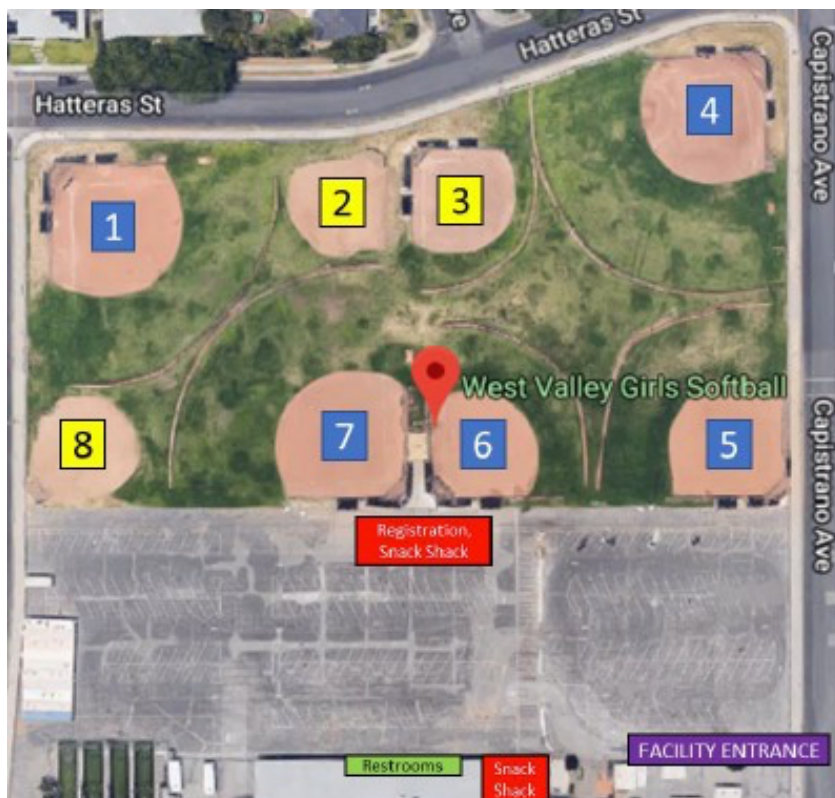 Ave
Hatteras St
Hatteras St
Capistrano Ave
4
2
3
1
West Valley Girls Softball
7
6
5
8
Capistrano Ave
Registration,
Snack Shack
FACILITY ENTRANCE
Restrooms
Snack
Shack